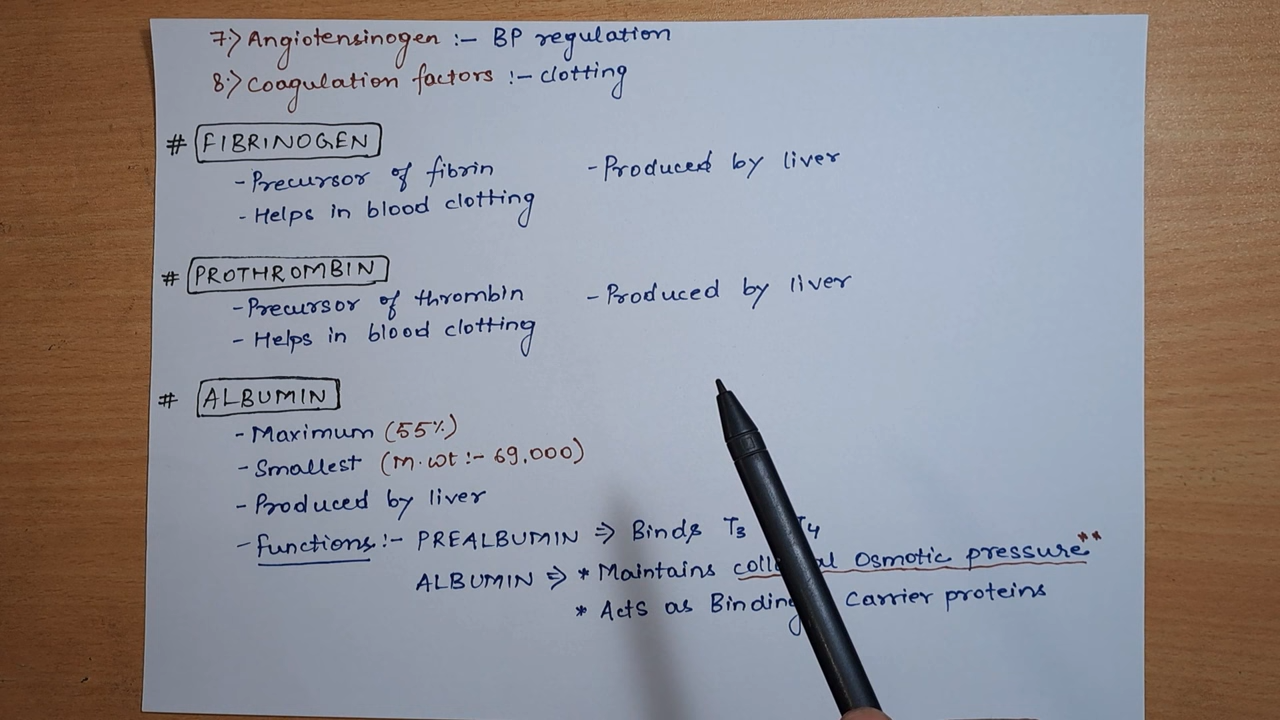 7> Angiotensinogen :- BP regulation
8> Coagulation factors :- clotting
# FIBRINOGEN
- Precursor of fibrin - Produced by liver
- Helps in blood clotting
# PROTHROMBIN
- Precursor of thrombin - Produced by liver
- Helps in blood clotting
# ALBUMIN
- Maximum (55%)
- Smallest (m.wt :- 69,000)
- Produced by liver
- functions :- PREALBUMIN ⇒ Binds T3 T4
ALBUMIN ⇒ * Maintains Osmotic pressure**
* Acts as Binding Carrier proteins